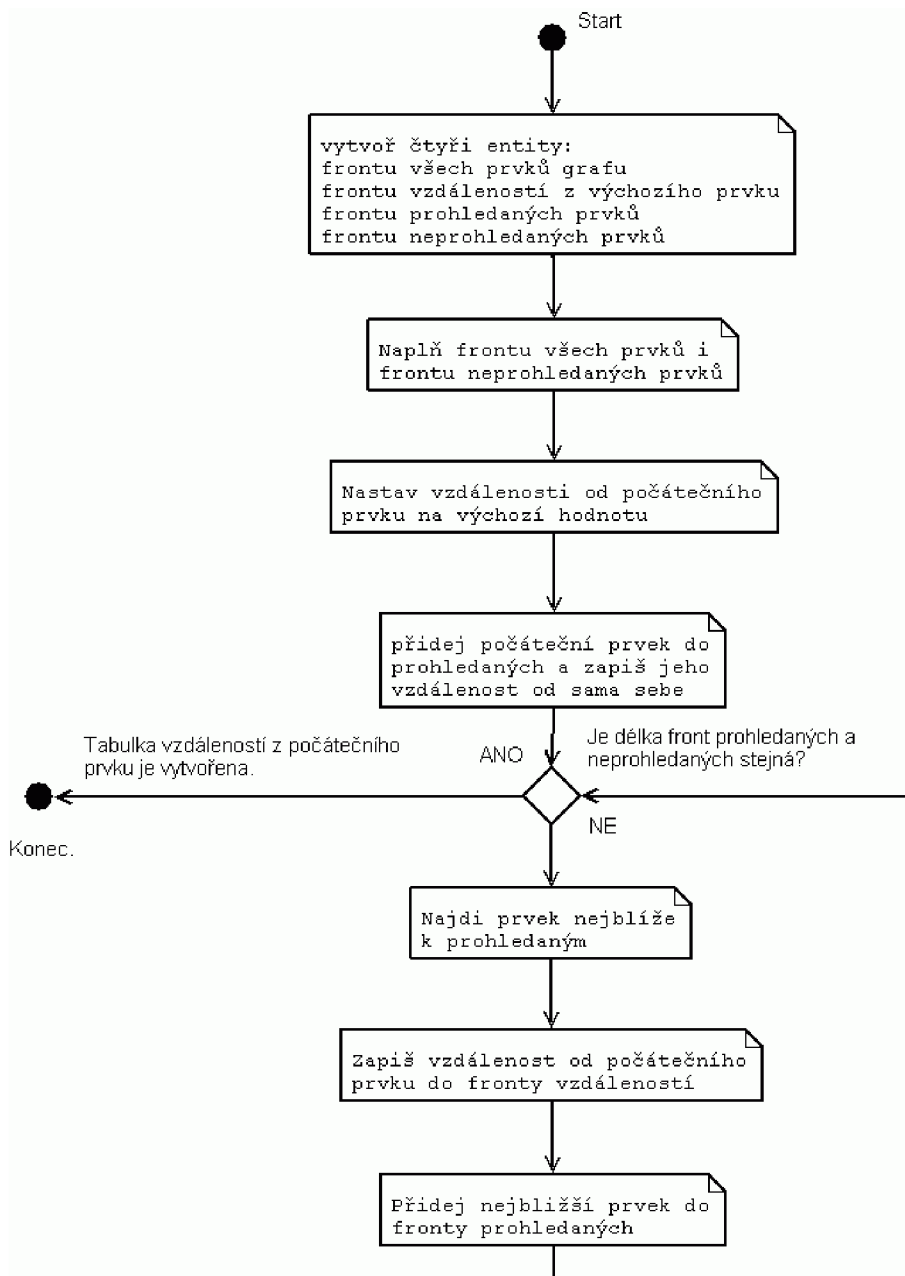 Start
vytvoř čtyři entity:
frontu všech prvků grafu
frontu vzdáleností z výchozího prvku
frontu prohledaných prvků
frontu neprohledaných prvků
Naplň frontu všech prvků i
frontu neprohledaných prvků
Nastav vzdálenosti od počátečního
prvku na výchozí hodnotu
přidej počáteční prvek do
prohledaných a zapiš jeho
vzdálenost od sama sebe
Tabulka vzdáleností z počátečního
prvku je vytvořena.
ANO
Je délka front prohledaných a
neprohledaných stejná?
NE
Konec.
Najdi prvek nejblíže
k prohledaným
Zapiš vzdálenost od počátečního
prvku do fronty vzdáleností
Přidej nejbližší prvek do
fronty prohledaných